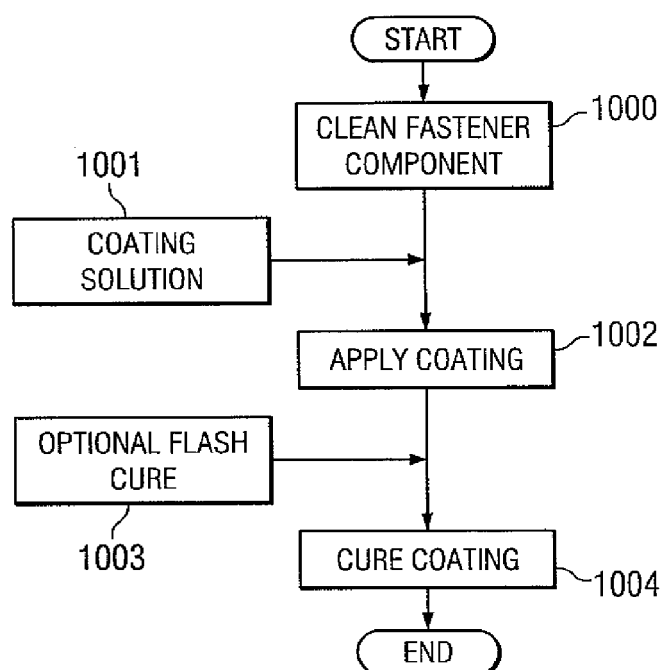 START
1000
CLEAN FASTENER
COMPONENT
1001
COATING
SOLUTION
1002
APPLY COATING
OPTIONAL FLASH
CURE
1003
CURE COATING
1004
END